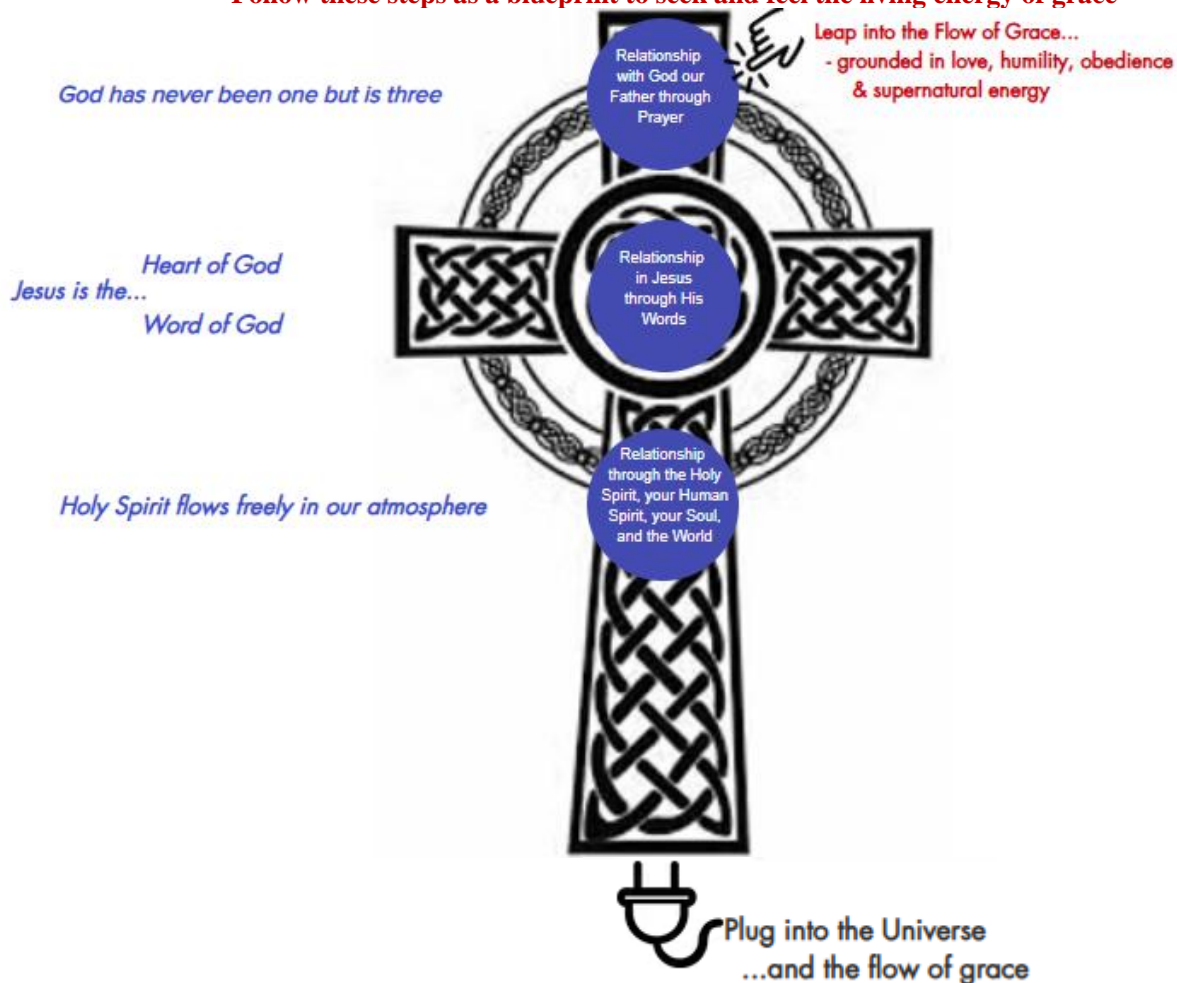 Follow these steps as a blueprint to seek and feel the living energy of grace
Leap into the Flow of Grace...
- grounded in love, humility, obedience
& supernatural energy
Relationship
with God our
Father through
Prayer
God has never been one but is three
Heart of God
Jesus is the...
Word of God
Relationship
in Jesus
through His
Words
Relationship
through the Holy
Spirit, your Human
Spirit, your Soul,
and the World
Holy Spirit flows freely in our atmosphere
Plug into the Universe
...and the flow of grace